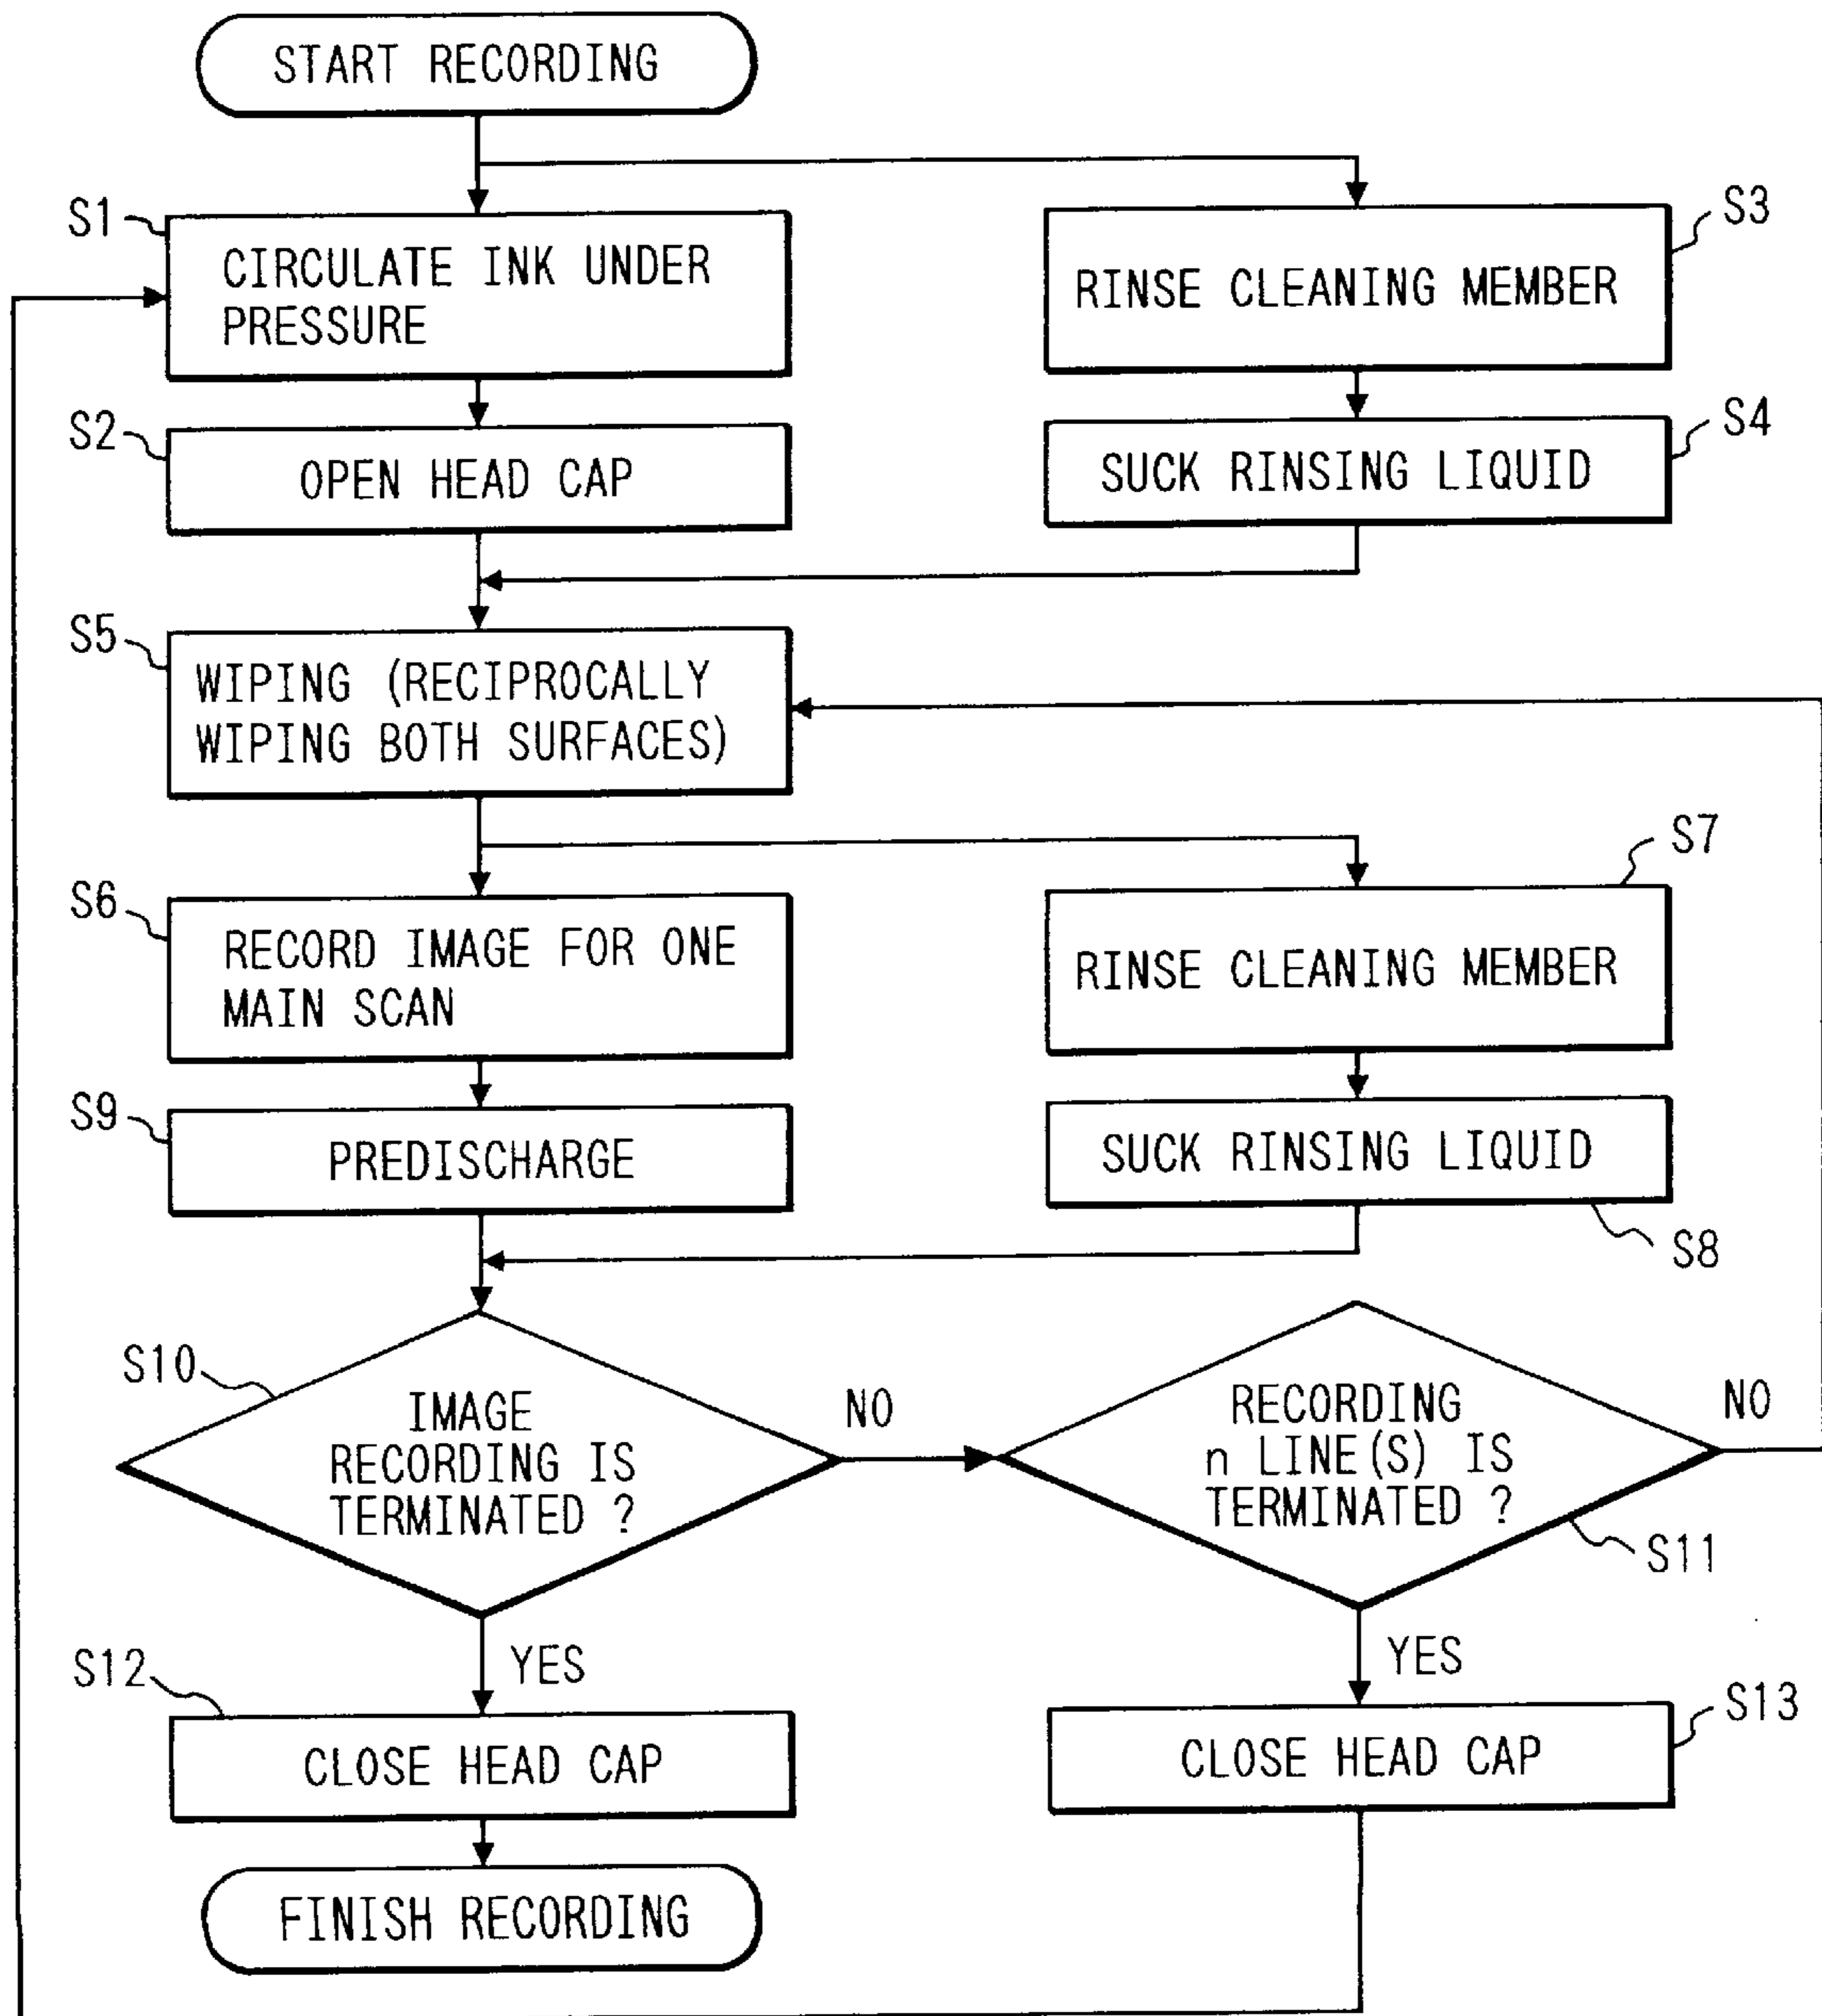 START RECORDING
S1
CIRCULATE INK UNDER
PRESSURE
S3
RINSE CLEANING MEMBER
S2
OPEN HEAD CAP
S4
SUCK RINSING LIQUID
S5
WIPING (RECIPROCALLY
WIPING BOTH SURFACES)
S6
RECORD IMAGE FOR ONE
MAIN SCAN
S7
RINSE CLEANING MEMBER
S9
PREDISCHARGE
SUCK RINSING LIQUID
S8
S10
IMAGE
RECORDING IS
TERMINATED ?
NO
RECORDING
n LINE(S) IS
TERMINATED ?
NO
S11
YES
YES
S12
CLOSE HEAD CAP
S13
CLOSE HEAD CAP
FINISH RECORDING